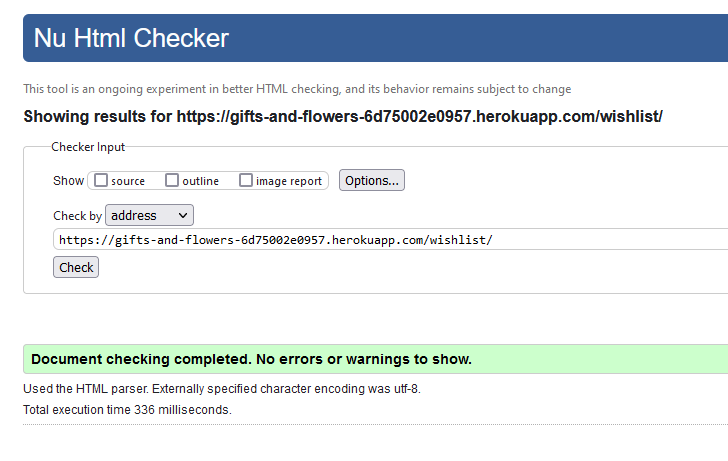 Nu Html Checker
This tool is an ongoing experiment in better HTML checking, and its behavior remains subject to change
Showing results for https://gifts-and-flowers-6d75002e0957.herokuapp.com/wishlist/
Checker Input
Show source outline image report Options...
Check by address
https://gifts-and-flowers-6d75002e0957.herokuapp.com/wishlist/
Check
Document checking completed. No errors or warnings to show.
Used the HTML parser. Externally specified character encoding was utf-8.
Total execution time 336 milliseconds.